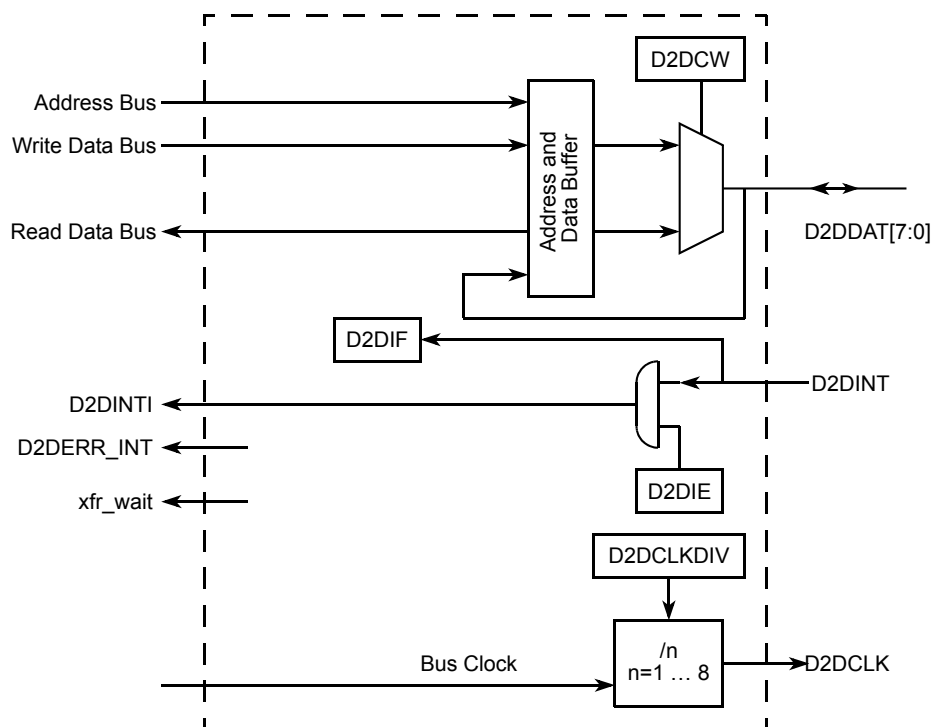 D2DCW
Address Bus
Write Data Bus
Address and
Data Buffer
Read Data Bus
D2DDAT[7:0]
D2DIF
D2DINT
D2DINTI
D2DERR_INT
D2DIE
xfr_wait
D2DCLKDIV
/n
n=1 … 8
Bus Clock
D2DCLK